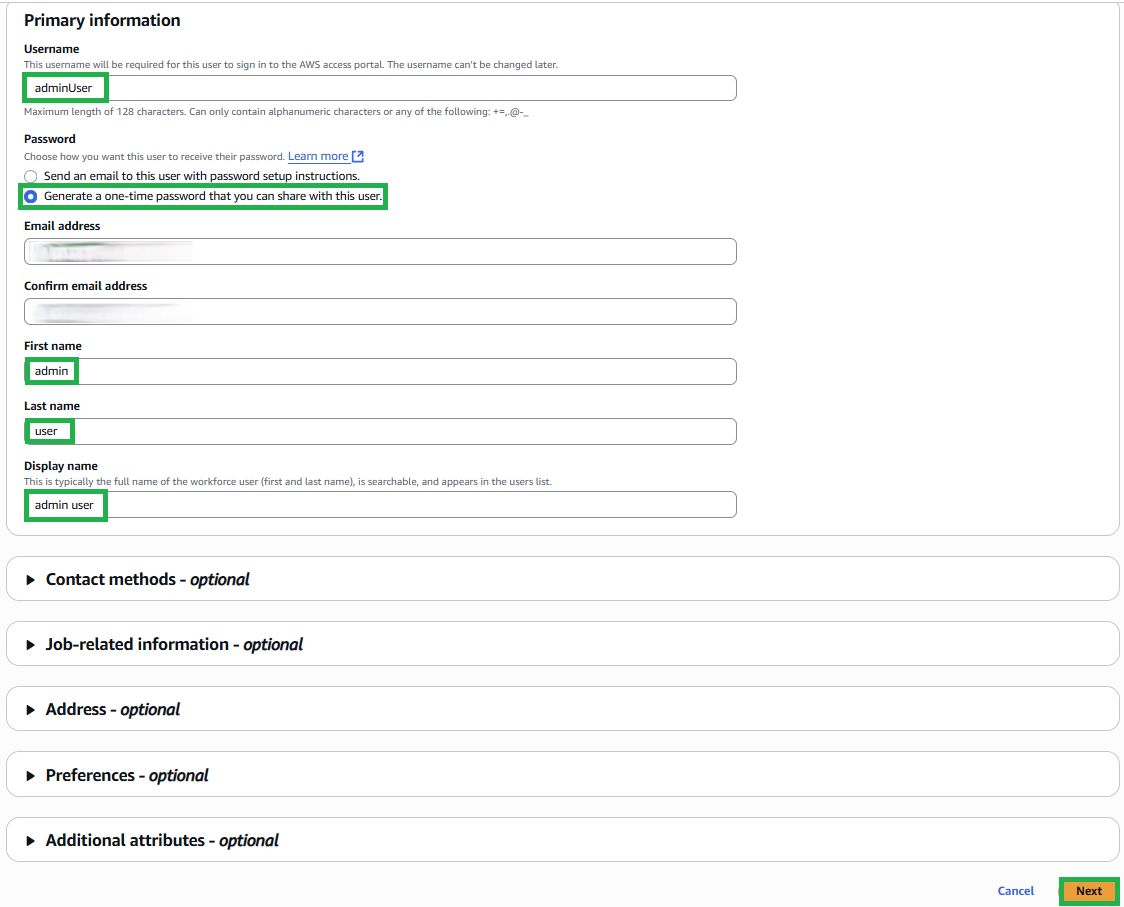 Primary information
Username
This username will be required for this user to sign in to the AWS access portal. The username can't be changed later.
adminUser
Maximum length of 128 characters. Can only contain alphanumeric characters or any of the following: +=,.@-_
Password
Choose how you want this user to receive their password. Learn more
Send an email to this user with password setup instructions.
Generate a one-time password that you can share with this user.
Email address
Confirm email address
First name
admin
Last name
user
Display name
This is typically the full name of the workforce user (first and last name), is searchable, and appears in the users list.
admin user
Contact methods - optional
Job-related information - optional
Address - optional
Preferences - optional
Additional attributes - optional
Cancel Next